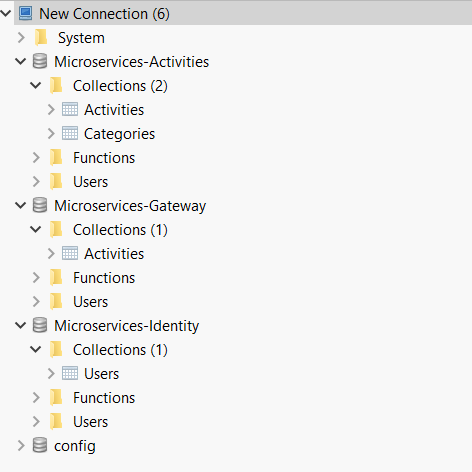 New Connection (6)
System
Microservices-Activities
Collections (2)
Activities
Categories
Functions
Users
Microservices-Gateway
Collections (1)
Activities
Functions
Users
Microservices-Identity
Collections (1)
Users
Functions
Users
config